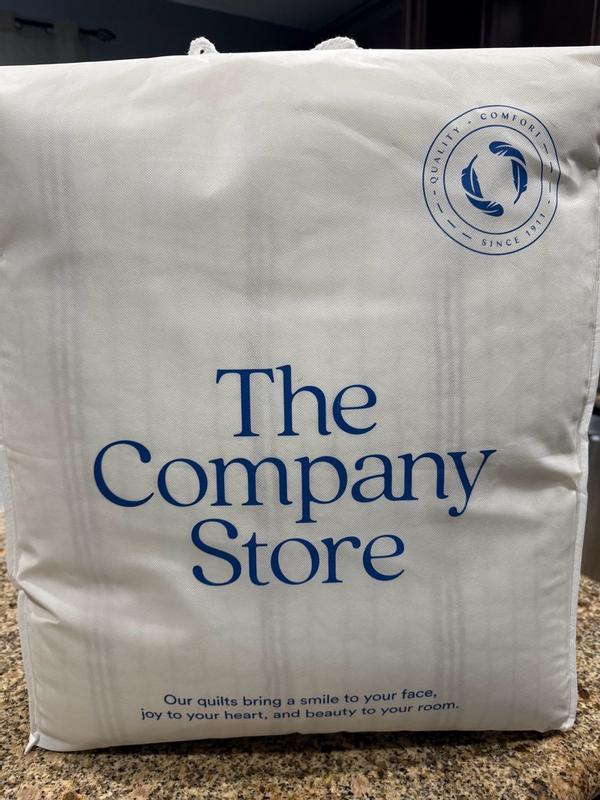 QUALITY - COMFORT
SINCE 1911
The
Company
Store
Our quilts bring a smile to your face,
joy to your heart, and beauty to your room.